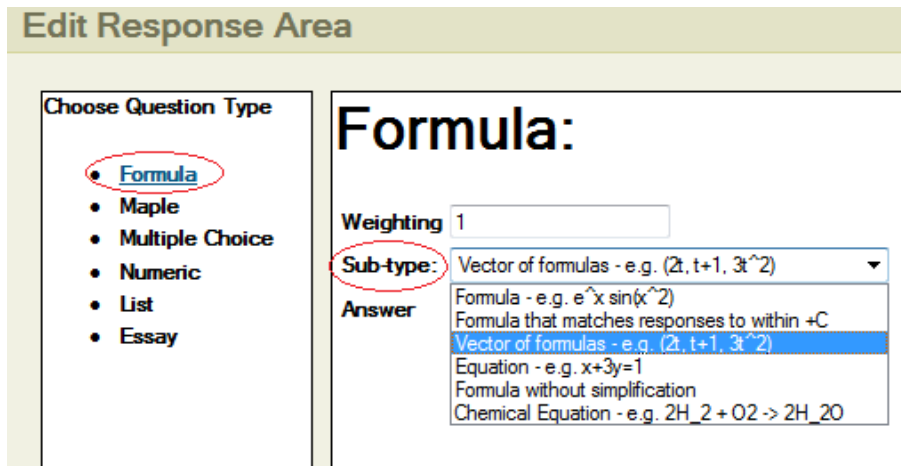 Edit Response Area
Choose Question Type
Formula
Maple
Multiple Choice
Numeric
List
Essay
Formula:
Weighting 1
Sub-type: Vector of formulas - e.g. (2t, t+1, 3t^2)
Answer
Formula - e.g. e^x sin(x^2)
Formula that matches responses to within +C
Vector of formulas - e.g. (2t, t+1, 3t^2)
Equation - e.g. x+3y=1
Formula without simplification
Chemical Equation - e.g. 2H_2 + O2 -> 2H_2O